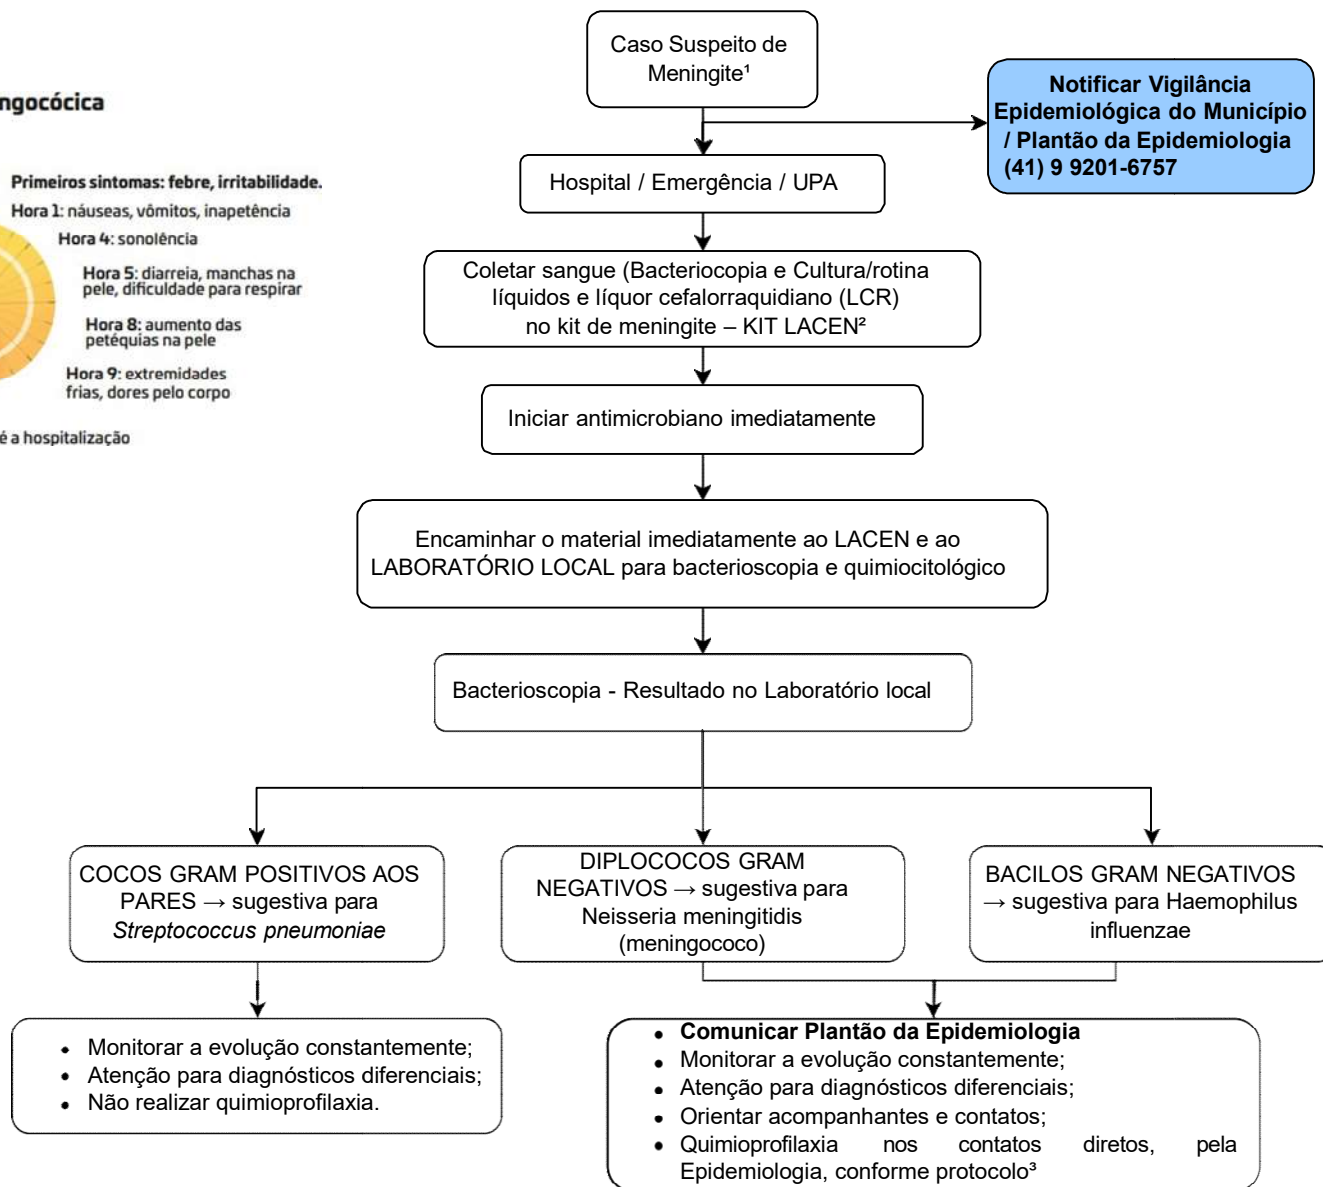 Caso Suspeito de
Meningite¹
Notificar Vigilância
Epidemiológica do Município
/ Plantão da Epidemiologia
(41) 9 9201-6757
ngocócica
Primeiros sintomas: febre, irritabilidade.
Hora 1: náuseas, vômitos, inapetência
Hora 4: sonolência
Hora 5: diarreia, manchas na
pele, dificuldade para respirar
Hora 8: aumento das
petéquias na pele
Hora 9: extremidades
frias, dores pelo corpo
é a hospitalização
Hospital / Emergência / UPA
Coletar sangue (Bacteriocopia e Cultura/rotina
líquidos e líquor cefalorraquidiano (LCR)
no kit de meningite – KIT LACEN²
Iniciar antimicrobiano imediatamente
Encaminhar o material imediatamente ao LACEN e ao
LABORATÓRIO LOCAL para bacterioscopia e quimiocitológico
Bacterioscopia - Resultado no Laboratório local
COCOS GRAM POSITIVOS AOS
PARES → sugestiva para
Streptococcus pneumoniae
DIPLOCOCOS GRAM
NEGATIVOS → sugestiva para
Neisseria meningitidis
(meningococo)
BACILOS GRAM NEGATIVOS
→ sugestiva para Haemophilus
influenzae
• Monitorar a evolução constantemente;
• Atenção para diagnósticos diferenciais;
• Não realizar quimioprofilaxia.
• Comunicar Plantão da Epidemiologia
• Monitorar a evolução constantemente;
• Atenção para diagnósticos diferenciais;
• Orientar acompanhantes e contatos;
• Quimioprofilaxia nos contatos diretos, pela
Epidemiologia, conforme protocolo³